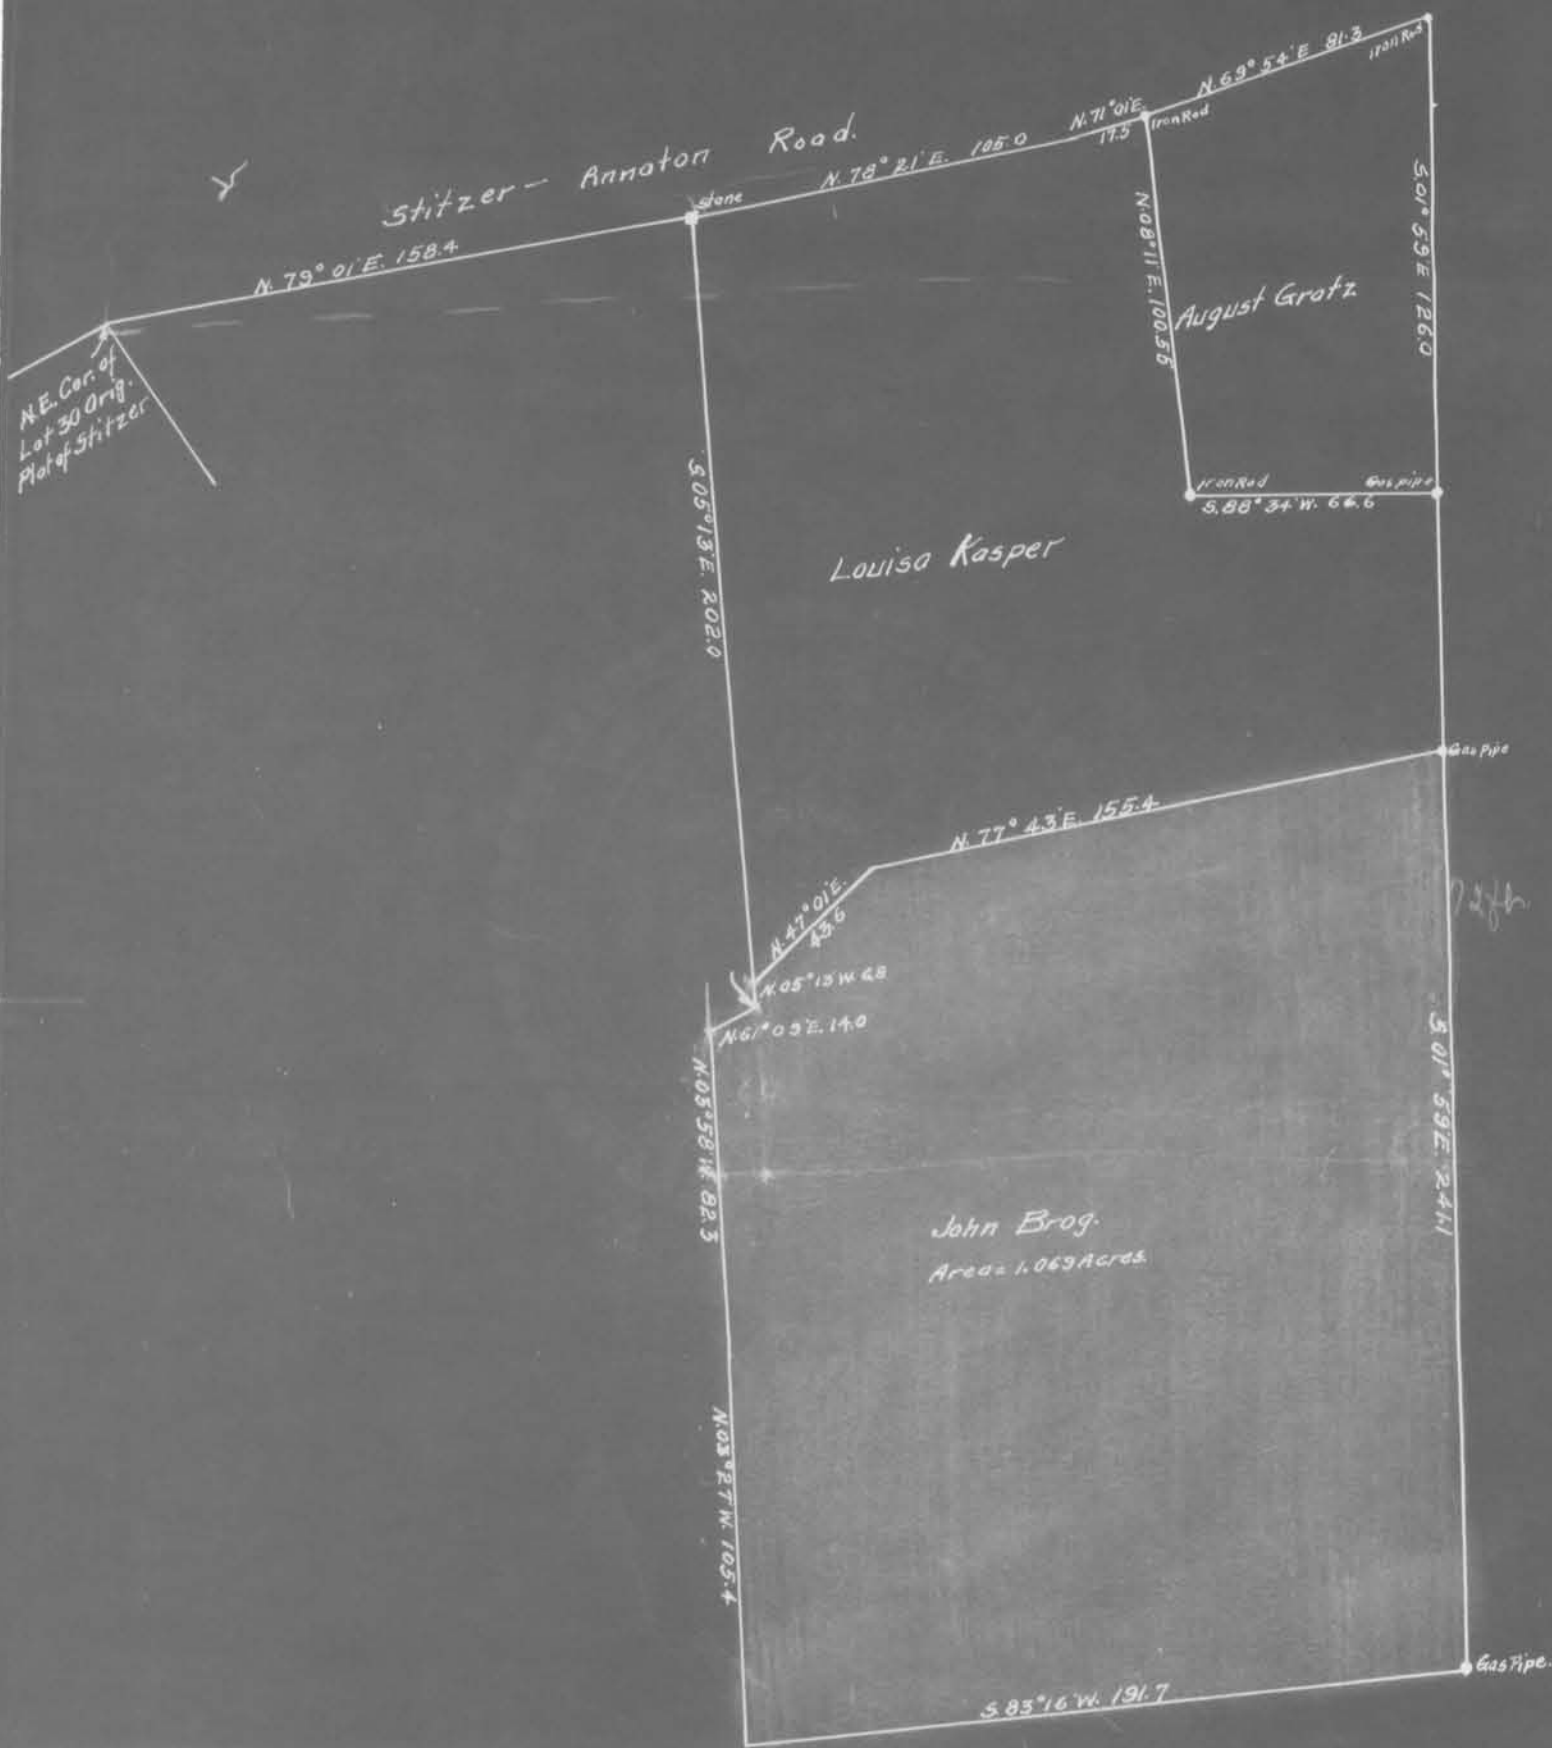 Stitzer - Annaton Road.
N. 79° 01' E. 158.4
stone
N. 78° 21' E. 105.0
N. 71° 01' E.
17.5
Iron Rod
N. 69° 54' E 81.3
Iron Rod
N.E. Cor. of
Lot 30 Orig.
Plat of Stitzer
S. 01° 59' E 126.0
N. 08° 11' E. 100.55
August Gratz
Iron Rod
Gas pipe
S. 88° 34' W. 66.6
S. 05° 13' E. 202.0
Louisa Kasper
Gas Pipe
N. 77° 43' E. 155.4
N. 47° 01' E.
43.6
N. 05° 13' W. 6.8
N. 61° 09' E. 14.0
N. 05° 58' W. 82.3
S. 01° 59' E. 241.1
John Brog.
Area = 1.069 Acres.
N. 03° 27' W. 105.4
Gas Pipe.
S. 83° 16' W. 191.7